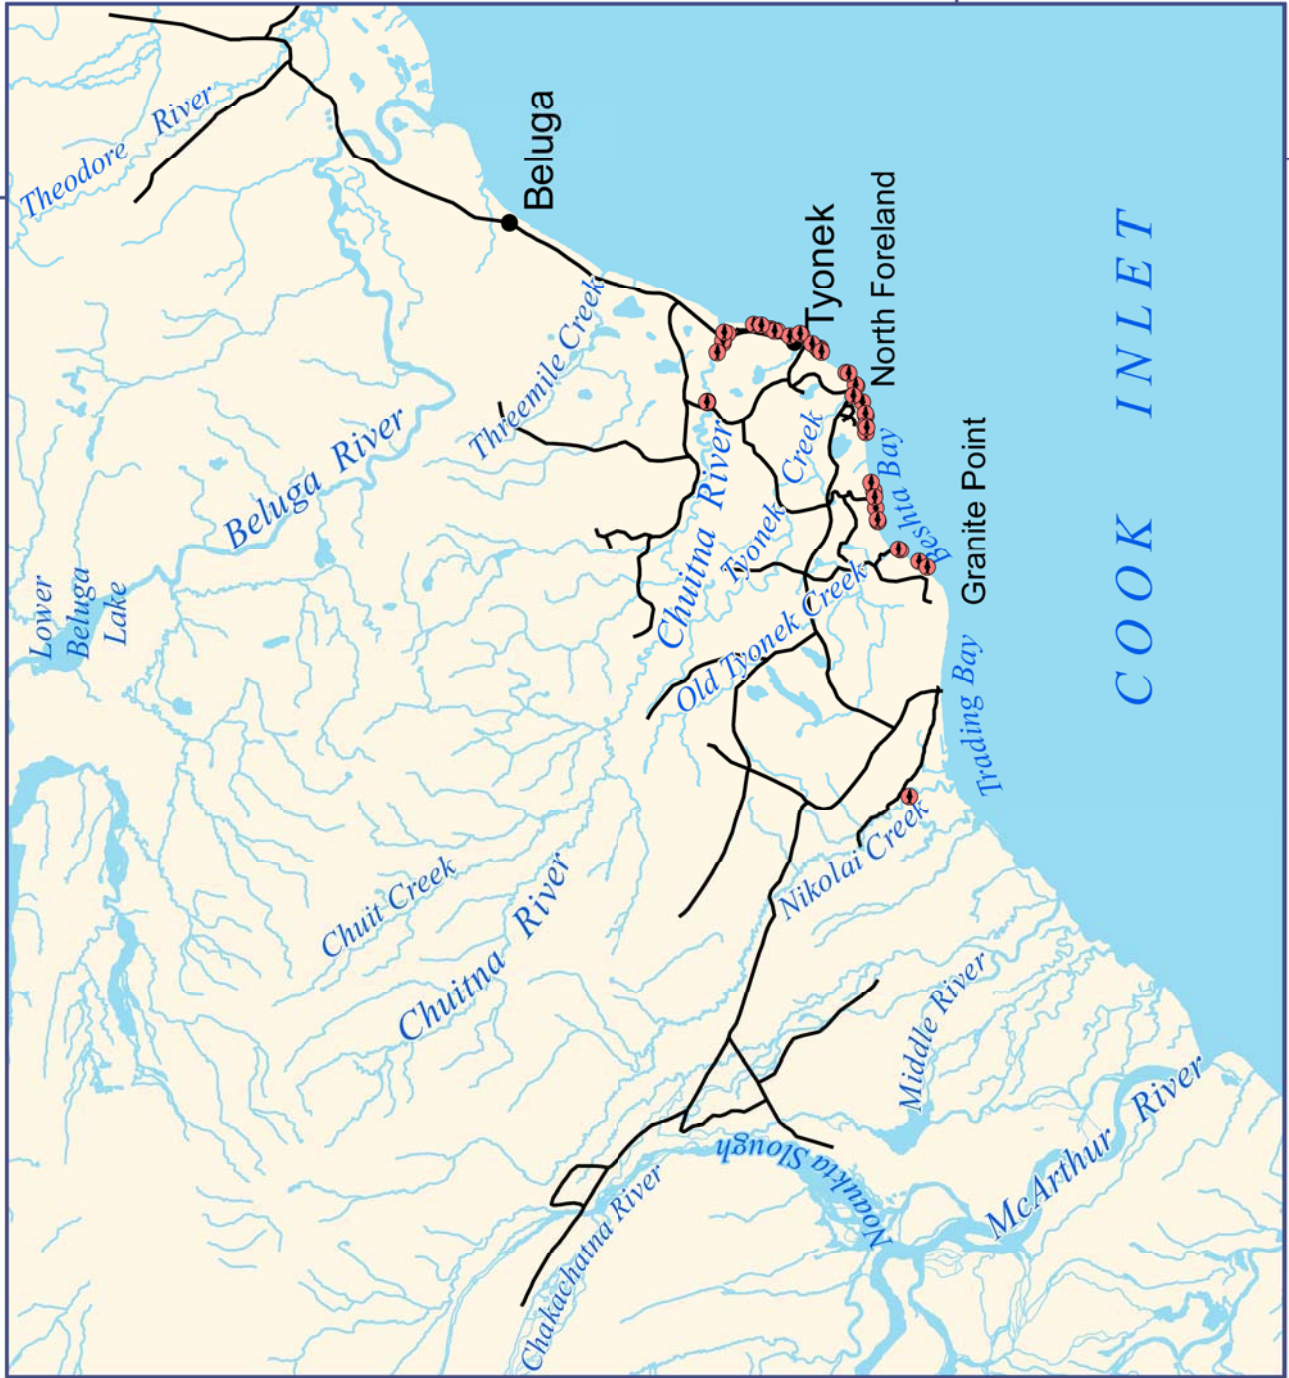 Theodore River
Beluga
Lower
Beluga
Lake
Beluga River
Threemile Creek
Tyonek
North Foreland
Chuitna River
Tyonek Creek
Beshta Bay
Granite Point
Old Tyonek Creek
Trading Bay
COOK INLET
Chuit Creek
Chuitna River
Nikolai Creek
Middle River
McArthur River
Noaukta Slough
Chakachatna River